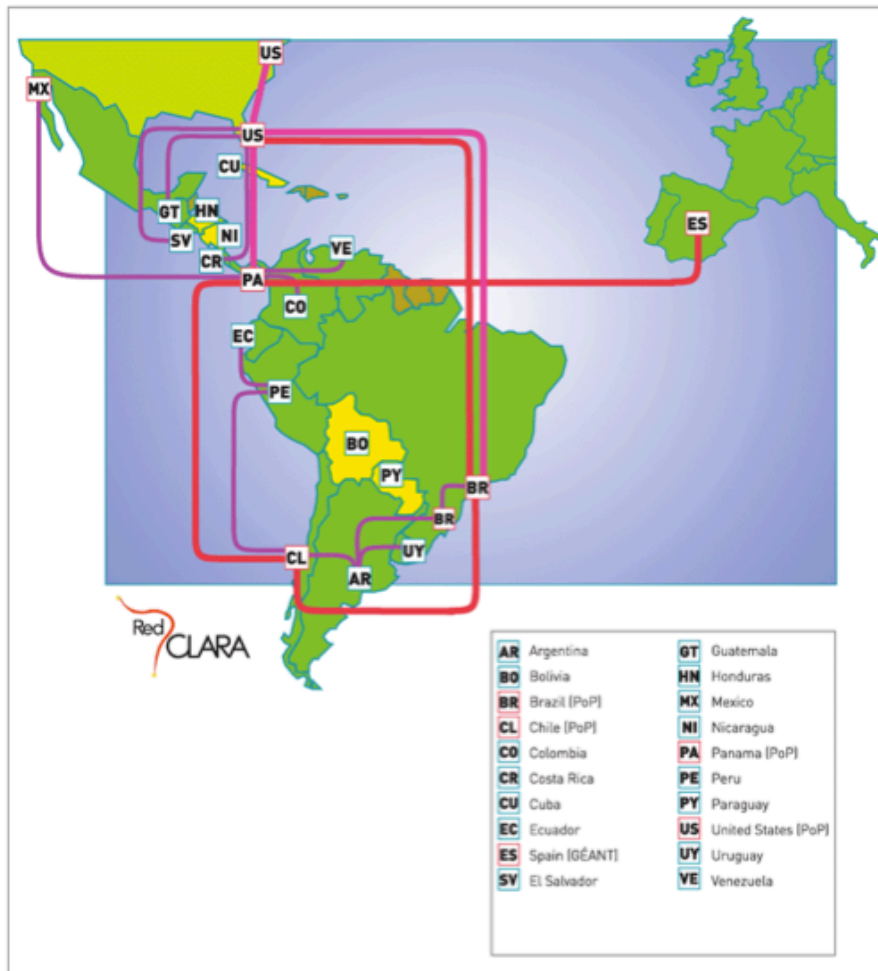 US
MX
US
CU
GT
HN
SV
NI
CR
VE
ES
PA
CO
EC
PE
BO
PY
BR
BR
CL
UY
AR
Red
CLARA
AR Argentina
BO Bolivia
BR Brazil (PoP)
CL Chile (PoP)
CO Colombia
CR Costa Rica
CU Cuba
EC Ecuador
ES Spain (GÉANT)
SV El Salvador
GT Guatemala
HN Honduras
MX Mexico
NI Nicaragua
PA Panama (PoP)
PE Peru
PY Paraguay
US United States (PoP)
UY Uruguay
VE Venezuela